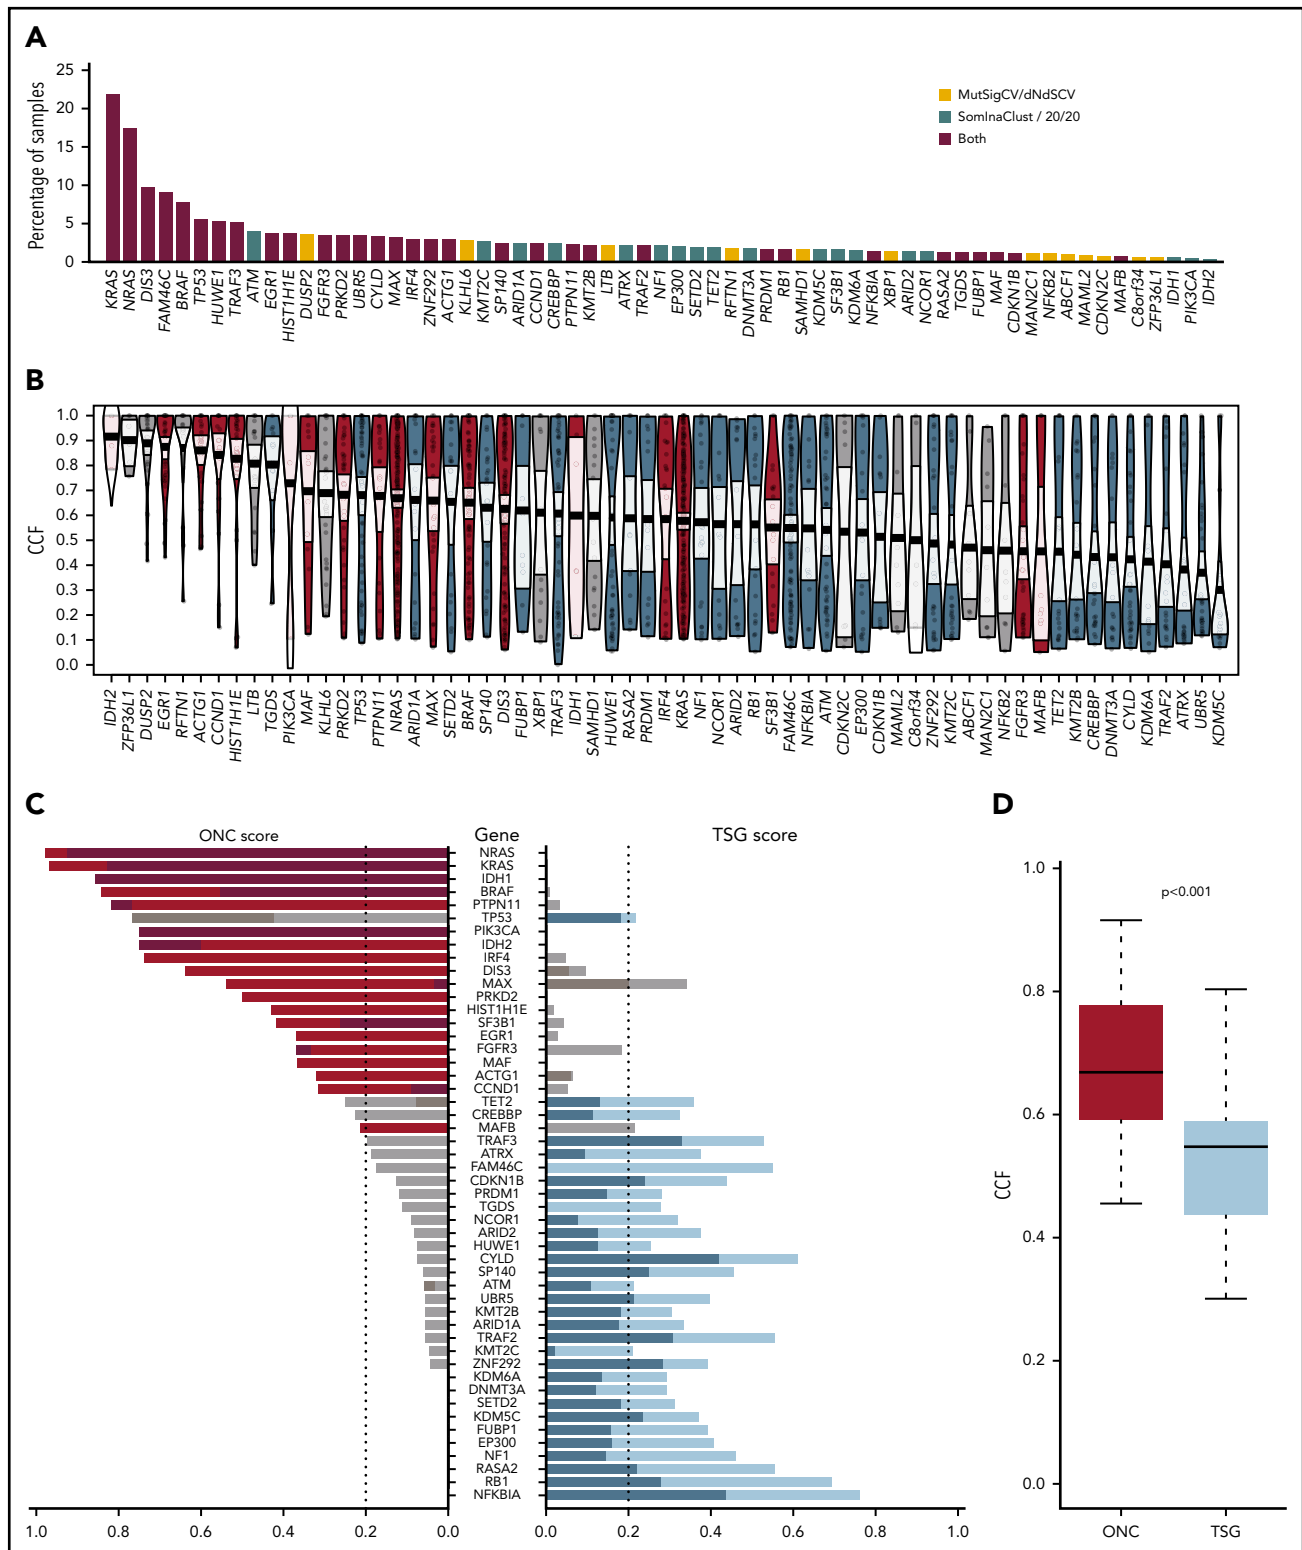 A
Percentage of samples
25
20
15
10
5
0
MutSigCV/dNdSCV
SomInaClust / 20/20
Both
KRAS NRAS DIS3 FAM46C BRAF TP53 HUWE1 TRAF3 ATM EGR1 HIST1H1E DUSP2 FGFR3 PRKD2 UBR5 CYLD MAX IRF4 ZNF292 ACTG1 KLHL6 KMT2C SP140 ARID1A CCND1 CREBBP PTPN11 KMT2B LTB ATRX TRAF2 NF1 EP300 SETD2 TET2 RFTN1 DNMT3A PRDM1 RB1 SAMHD1 KDM5C SF3B1 KDM6A NFKBIA XBP1 ARID2 NCOR1 RASA2 TGDS FUBP1 MAF CDKN1B MAN2C1 NFKB2 ABCF1 MAML2 CDKN2C MAFB C8orf34 ZFP36L1 IDH1 PIK3CA IDH2
B
CCF
1.0
0.9
0.8
0.7
0.6
0.5
0.4
0.3
0.2
0.1
0.0
IDH2 ZFP36L1 DUSP2 EGR1 RFTN1 ACTG1 CCND1 HIST1H1E LTB TGDS PIK3CA MAF KLHL6 PRKD2 TP53 PTPN11 NRAS ARID1A MAX SETD2 BRAF SP140 DIS3 FUBP1 XBP1 TRAF3 IDH1 SAMHD1 HUWE1 RASA2 PRDM1 IRF4 KRAS NF1 NCOR1 ARID2 RB1 SF3B1 FAM46C NFKBIA ATM CDKN2C EP300 CDKN1B MAML2 C8orf34 ZNF292 KMT2C ABCF1 MAN2C1 NFKB2 FGFR3 MAFB TET2 KMT2B CREBBP DNMT3A CYLD KDM6A TRAF2 ATRX UBR5 KDM5C
C
ONC score Gene TSG score
NRAS
KRAS
IDH1
BRAF
PTPN11
TP53
PIK3CA
IDH2
IRF4
DIS3
MAX
PRKD2
HIST1H1E
SF3B1
EGR1
FGFR3
MAF
ACTG1
CCND1
TET2
CREBBP
MAFB
TRAF3
ATRX
FAM46C
CDKN1B
PRDM1
TGDS
NCOR1
ARID2
HUWE1
CYLD
SP140
ATM
UBR5
KMT2B
ARID1A
TRAF2
KMT2C
ZNF292
KDM6A
DNMT3A
SETD2
KDM5C
FUBP1
EP300
NF1
RASA2
RB1
NFKBIA
1.0 0.8 0.6 0.4 0.2 0.0 0.0 0.2 0.4 0.6 0.8 1.0
D
CCF
1.0
0.8
0.6
0.4
0.2
0.0
p<0.001
ONC TSG